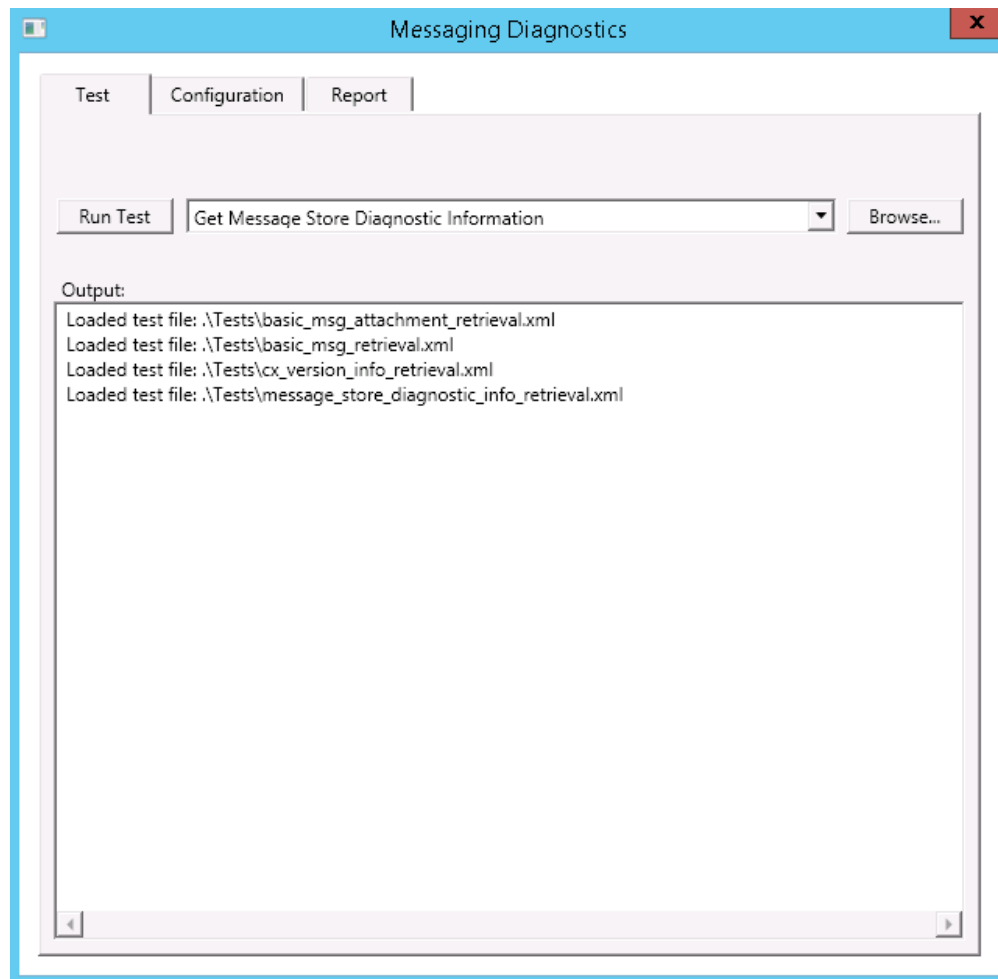 Messaging Diagnostics
x
Test Configuration Report
Run Test Get Message Store Diagnostic Information Browse...
Output:
Loaded test file: .\Tests\basic_msg_attachment_retrieval.xml
Loaded test file: .\Tests\basic_msg_retrieval.xml
Loaded test file: .\Tests\cx_version_info_retrieval.xml
Loaded test file: .\Tests\message_store_diagnostic_info_retrieval.xml